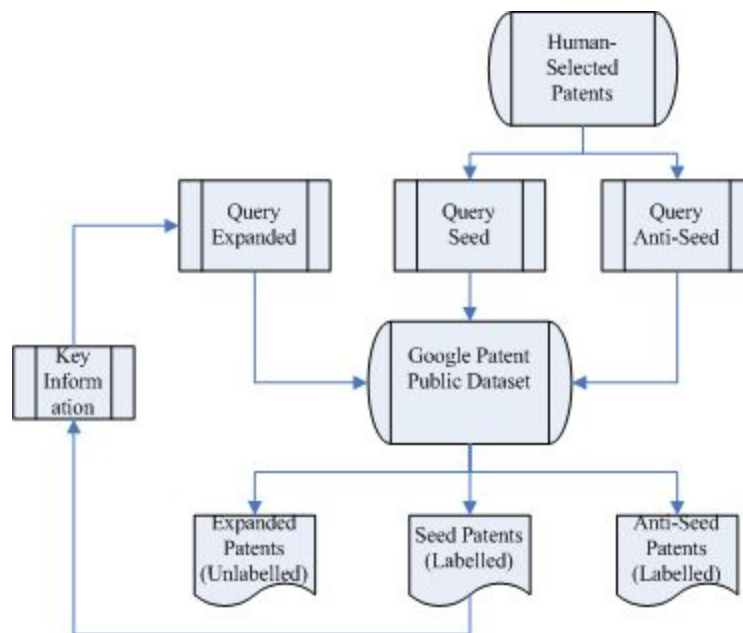 Human-
Selected
Patents
Query
Expanded
Query
Seed
Query
Anti-Seed
Key
Inform
ation
Google Patent
Public Dataset
Expanded
Patents
(Unlabelled)
Seed Patents
(Labelled)
Anti-Seed
Patents
(Labelled)